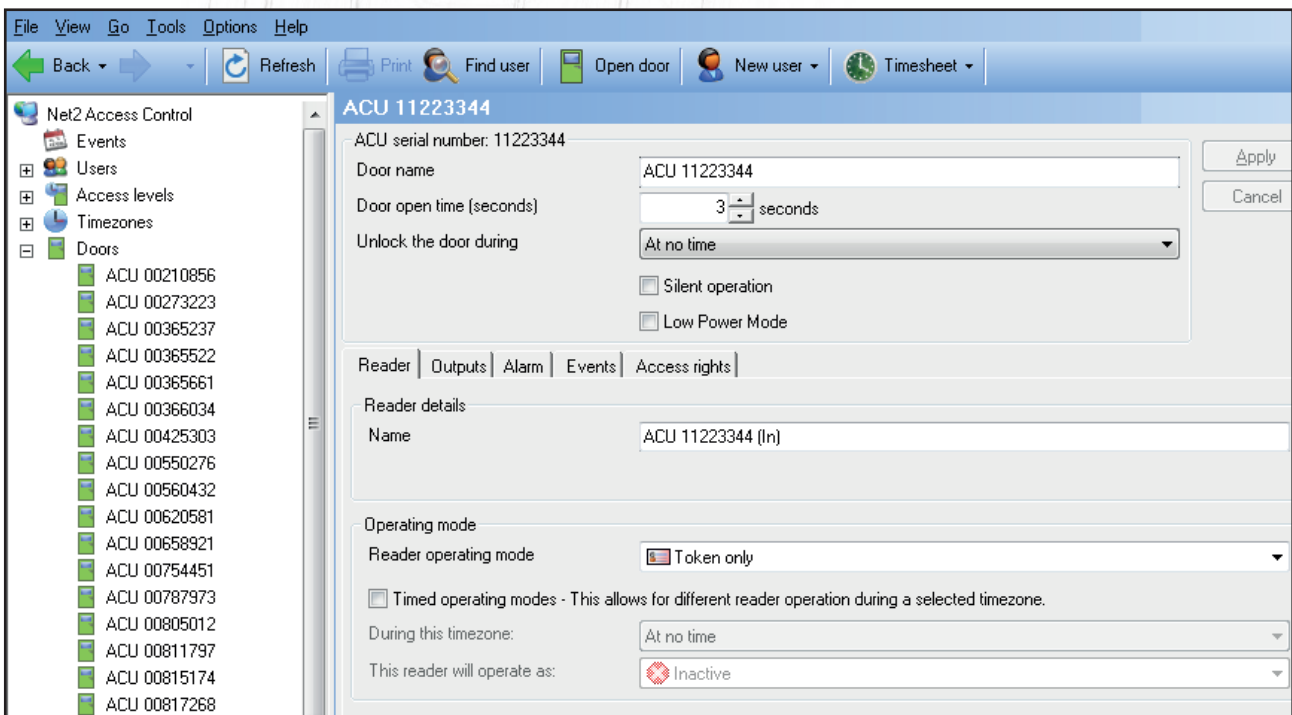 File View Go Tools Options Help
Back Refresh Print Find user Open door New user Timesheet
Net2 Access Control
Events
Users
Access levels
Timezones
Doors
ACU 00210856
ACU 00273223
ACU 00365237
ACU 00365522
ACU 00365661
ACU 00366034
ACU 00425303
ACU 00550276
ACU 00560432
ACU 00620581
ACU 00658921
ACU 00754451
ACU 00787973
ACU 00805012
ACU 00811797
ACU 00815174
ACU 00817268
ACU 11223344
ACU serial number: 11223344
Door name ACU 11223344
Door open time (seconds) 3 seconds
Unlock the door during At no time
Silent operation
Low Power Mode
Apply
Cancel
Reader Outputs Alarm Events Access rights
Reader details
Name ACU 11223344 (In)
Operating mode
Reader operating mode Token only
Timed operating modes - This allows for different reader operation during a selected timezone.
During this timezone: At no time
This reader will operate as: Inactive